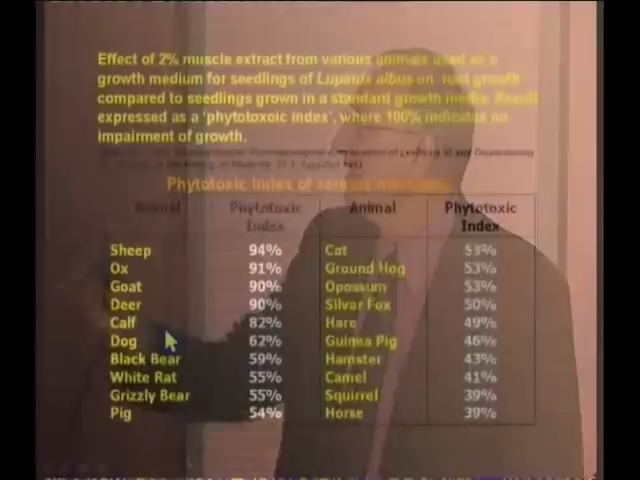 Effect of 2% muscle extract from various animals used as a
growth medium for seedlings of Lupinus albus on root growth
compared to seedlings grown in a standard growth media. Result
expressed as a 'phytotoxic index', where 100% indicates no
impairment of growth.
Phytotoxic Index of various
Animal Phytotoxic Index Animal Phytotoxic Index
Sheep 94% Cat 53%
Ox 91% Ground Hog 53%
Goat 90% Opossum 53%
Deer 90% Silver Fox 50%
Calf 82% Hare 49%
Dog 62% Guinea Pig 46%
Black Bear 59% Hamster 43%
White Rat 55% Camel 41%
Grizzly Bear 55% Squirrel 39%
Pig 54% Horse 39%